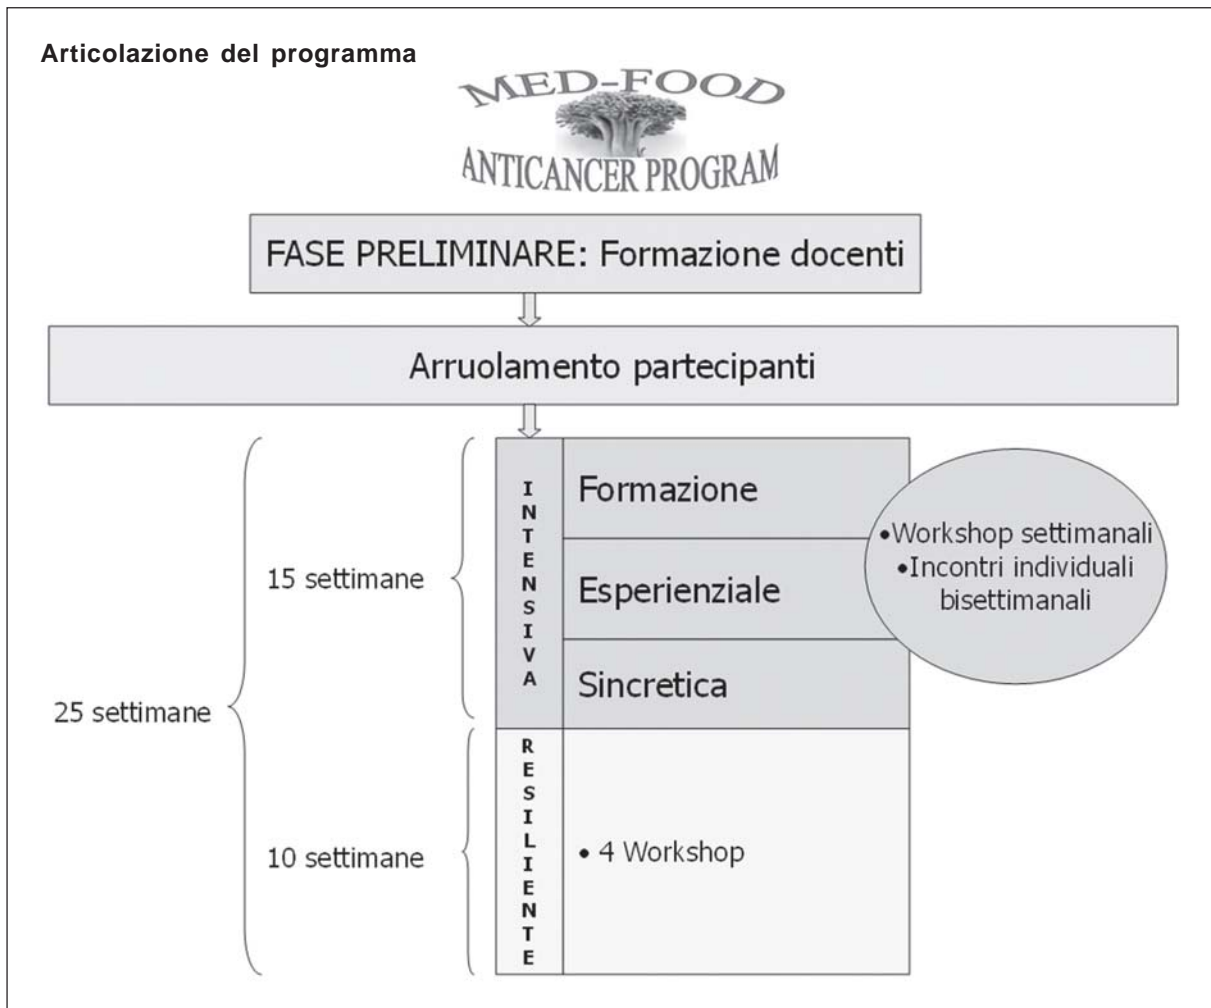 Articolazione del programma
MED-FOOD
ANTICANCER PROGRAM
FASE PRELIMINARE: Formazione docenti
Arruolamento partecipanti
25 settimane
15 settimane
INTENSIVA
Formazione
Esperienziale
Sincretica
•Workshop settimanali
•Incontri individuali
bisettimanali
10 settimane
RESILIENTE
• 4 Workshop